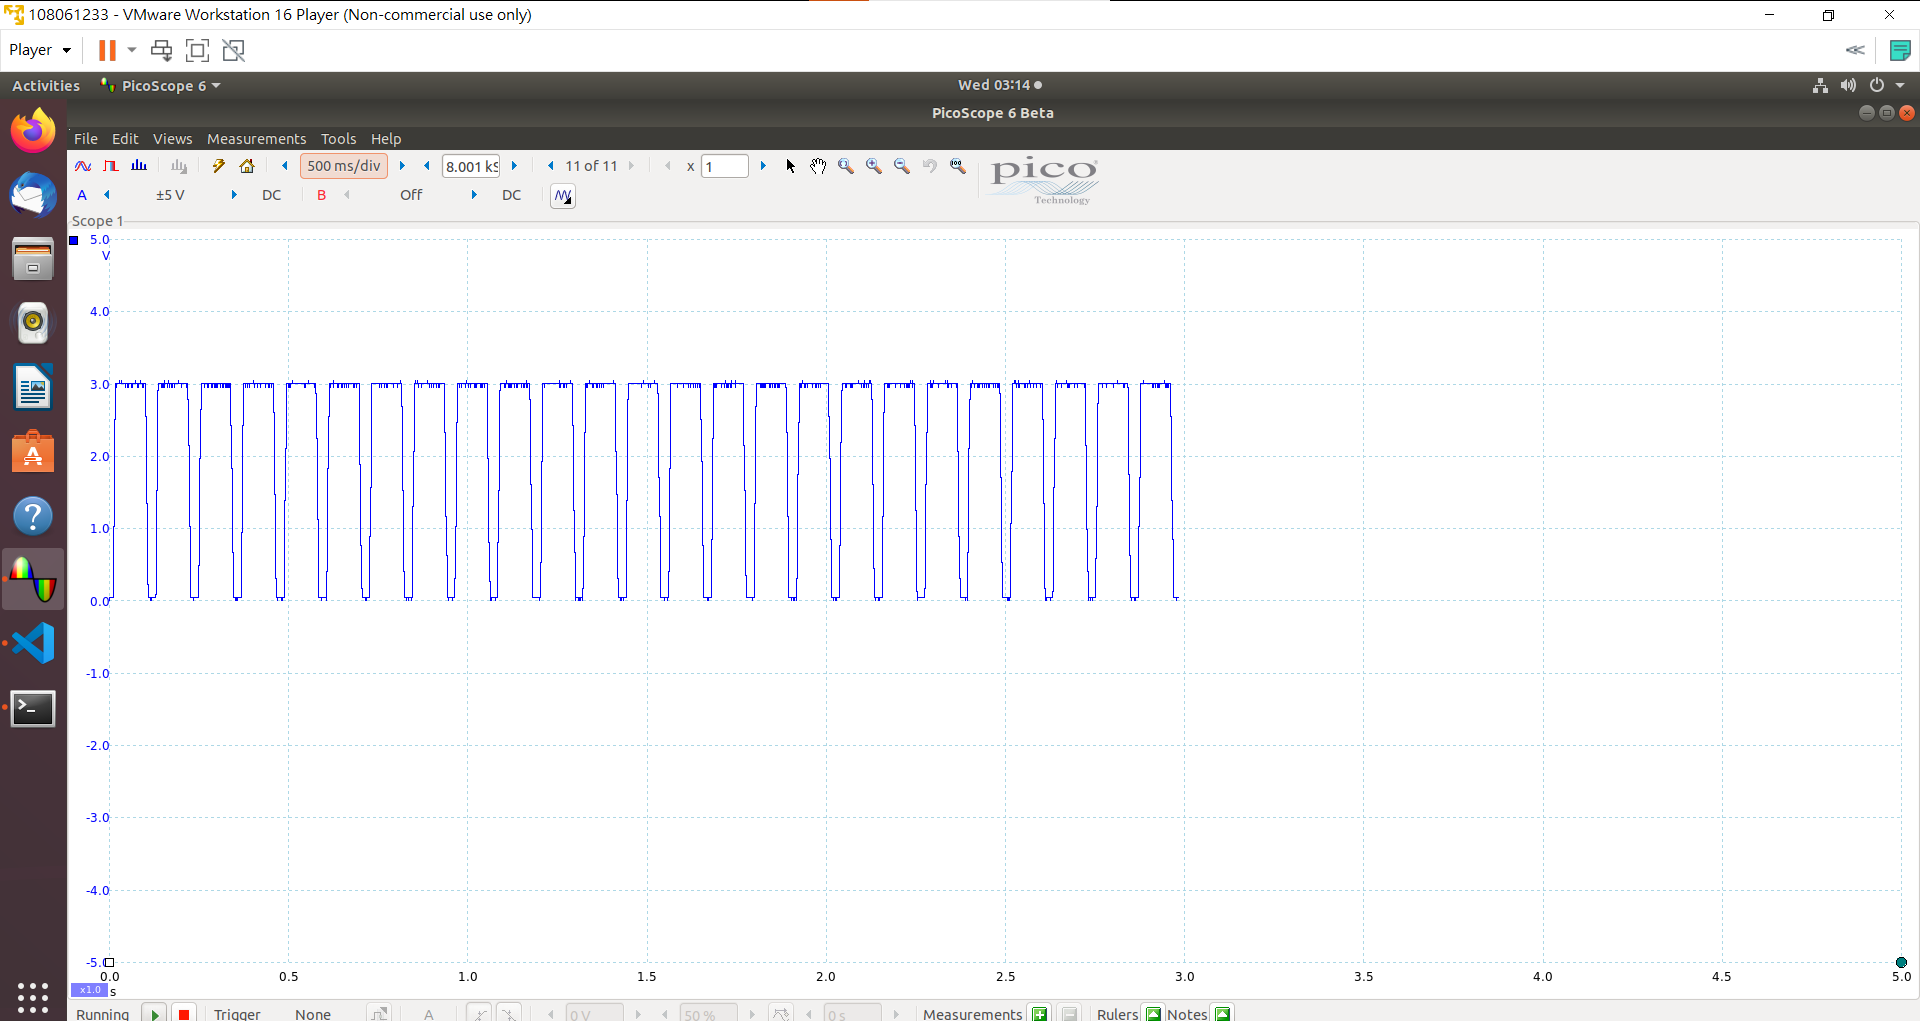 108061233 - VMware Workstation 16 Player (Non-commercial use only)
Player
Activities PicoScope 6 Wed 03:14
PicoScope 6 Beta
File Edit Views Measurements Tools Help
500 ms/div 8.001 kS 11 of 11 x 1
pico
Technology
A ±5 V DC B Off DC
Scope 1
5.0
V
4.0
3.0
2.0
1.0
0.0
-1.0
-2.0
-3.0
-4.0
-5.0
0.0 0.5 1.0 1.5 2.0 2.5 3.0 3.5 4.0 4.5 5.0
x1.0 s
Running Trigger None A 0 V 50 % 0 s Measurements Rulers Notes